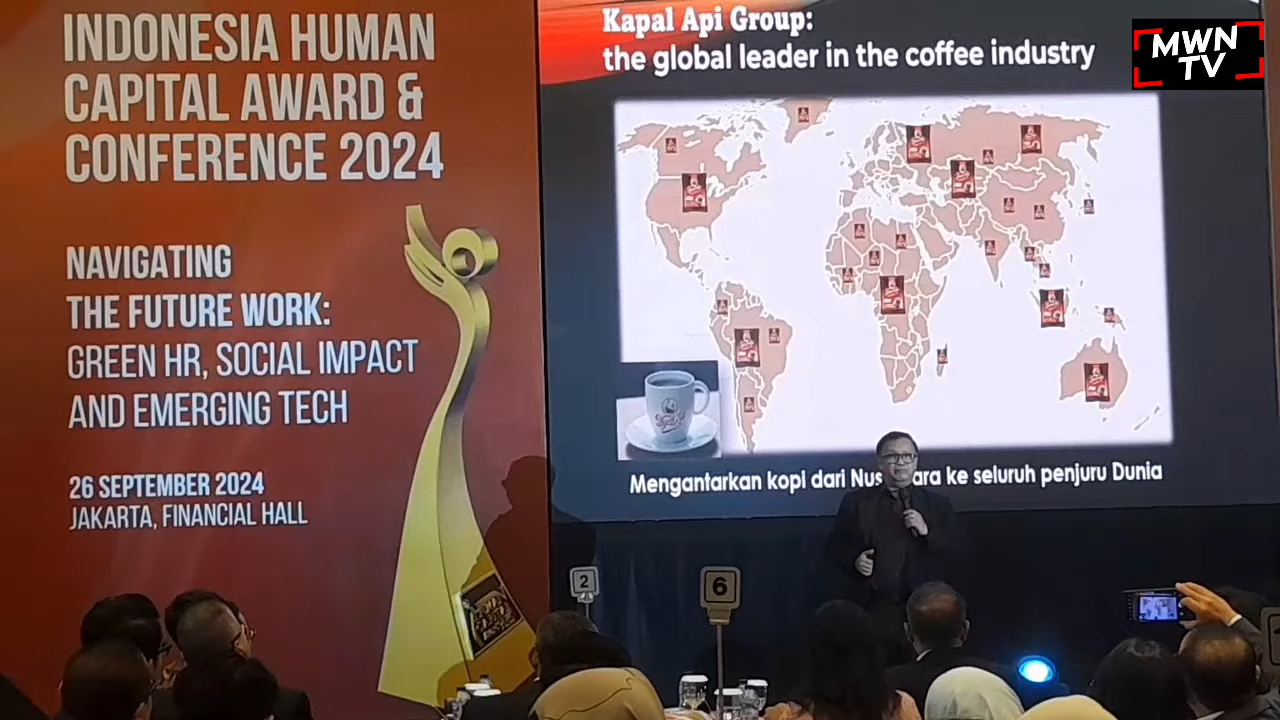 INDONESIA HUMAN
CAPITAL AWARD &
CONFERENCE 2024
NAVIGATING
THE FUTURE WORK:
GREEN HR, SOCIAL IMPACT
AND EMERGING TECH
26 SEPTEMBER 2024
JAKARTA, FINANCIAL HALL
Kapal Api Group:
the global leader in the coffee industry
Mengantarkan kopi dari Nus ara ke seluruh penjuru Dunia
MWN
TV
2
6